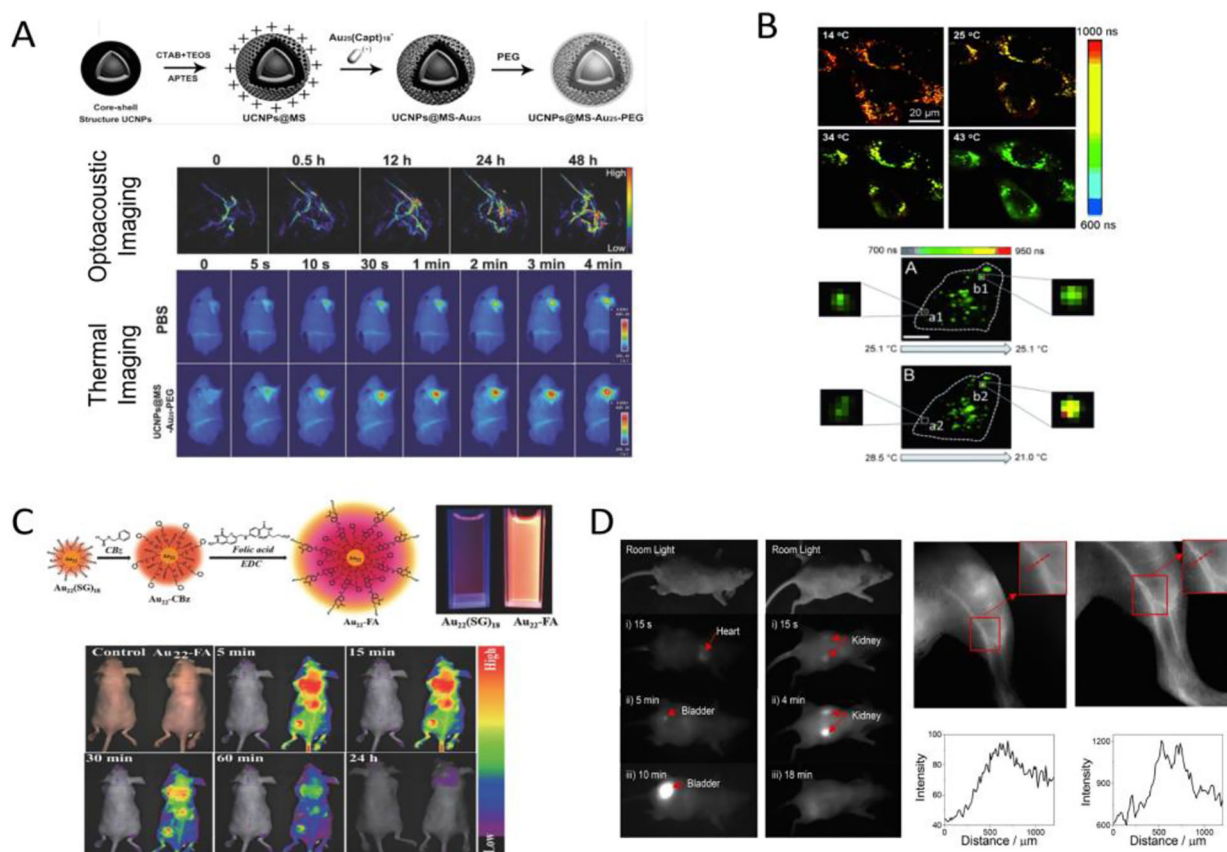 A
CTAB+TEOS
APTES
Au₂₅(Capt)₁₈⁻
PEG
Core-shell
Structure UCNPs
UCNPs@MS
UCNPs@MS-Au₂₅
UCNPs@MS-Au₂₅-PEG
Optoacoustic
Imaging
0 0.5 h 12 h 24 h 48 h
High
Low
Thermal
Imaging
0 5 s 10 s 30 s 1 min 2 min 3 min 4 min
PBS
UCNPs@MS
-Au₂₅-PEG
B
14 °C
25 °C
20 µm
34 °C
43 °C
1000 ns
600 ns
700 ns
950 ns
A
a1
b1
25.1 °C
25.1 °C
B
a2
b2
28.5 °C
21.0 °C
C
Au₂₂
CBz
Au₂₂(SG)₁₈
Au₂₂
Au₂₂-CBz
Folic acid
EDC
Au₂₂
Au₂₂-FA
Au₂₂(SG)₁₈
Au₂₂-FA
Control Au₂₂-FA
5 min
15 min
30 min
60 min
24 h
High
Low
D
Room Light
i) 15 s
Heart
ii) 5 min
Bladder
iii) 10 min
Bladder
Room Light
i) 15 s
Kidney
ii) 4 min
Kidney
iii) 18 min
Intensity
100
80
60
40
0 500 1000
Distance / µm
Intensity
1200
900
600
0 500 1000
Distance / µm